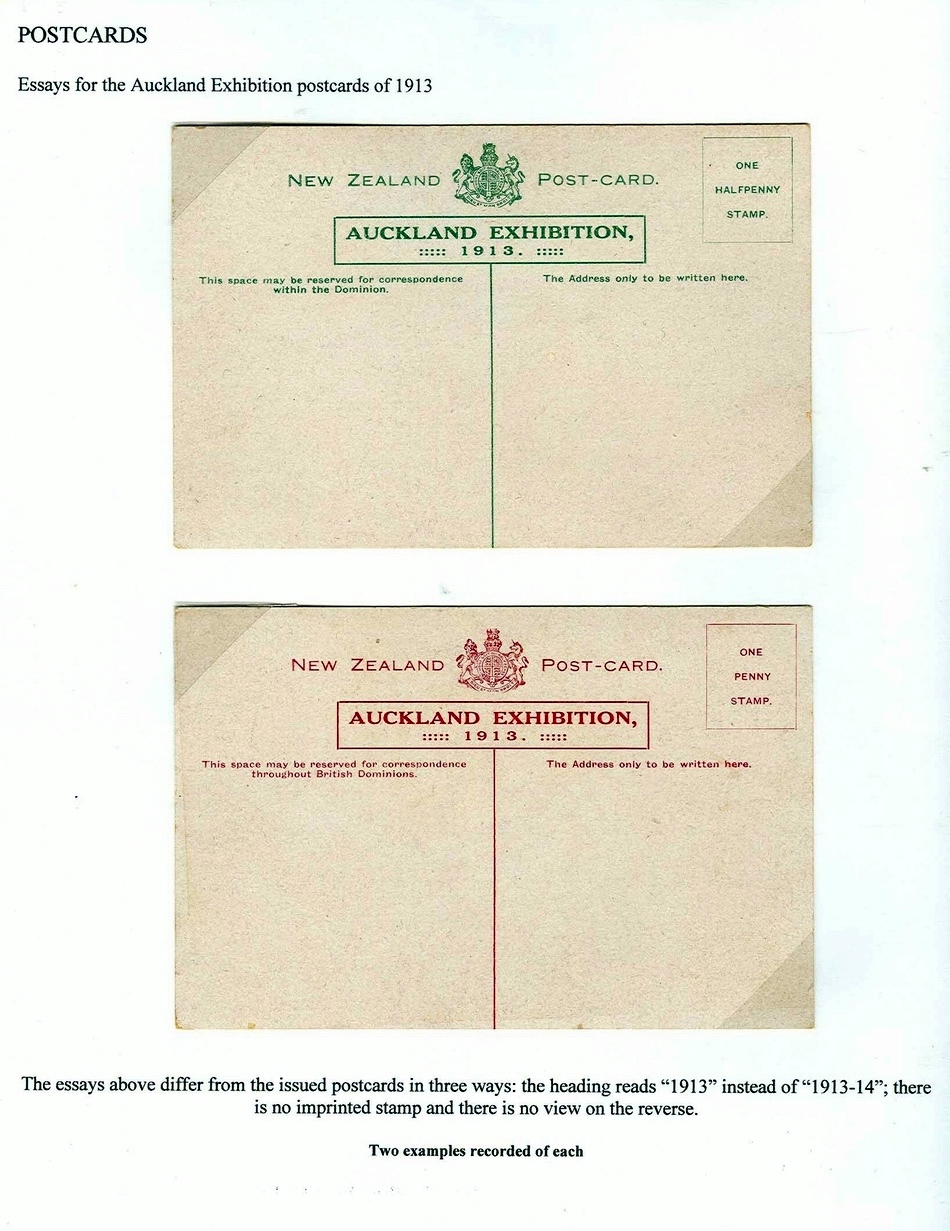 POSTCARDS
Essays for the Auckland Exhibition postcards of 1913
NEW ZEALAND POST-CARD.
ONE
HALFPENNY
STAMP.
AUCKLAND EXHIBITION,
::::: 1913. :::::
This space may be reserved for correspondence
within the Dominion.
The Address only to be written here.
NEW ZEALAND POST-CARD.
ONE
PENNY
STAMP.
AUCKLAND EXHIBITION,
::::: 1913. :::::
This space may be reserved for correspondence
throughout British Dominions.
The Address only to be written here.
The essays above differ from the issued postcards in three ways: the heading reads “1913” instead of “1913-14”; there
is no imprinted stamp and there is no view on the reverse.
Two examples recorded of each